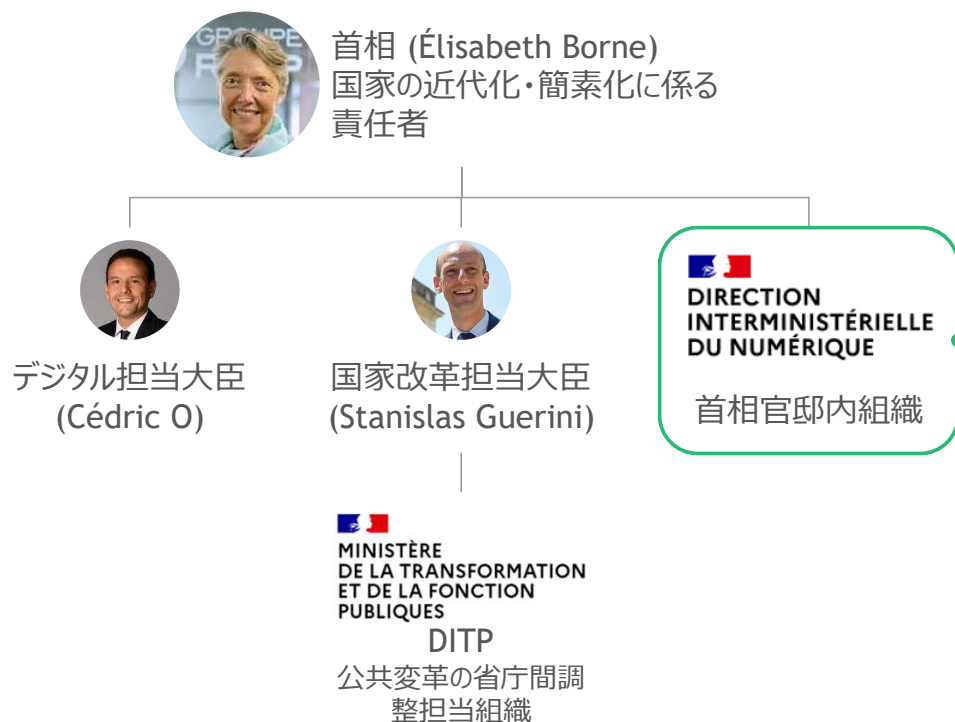 首相 (Élisabeth Borne)
国家の近代化・簡素化に係る
責任者
デジタル担当大臣
(Cédric O)
国家改革担当大臣
(Stanislas Guerini)
DIRECTION
INTERMINISTÉRIELLE
DU NUMÉRIQUE
首相官邸内組織
MINISTÈRE
DE LA TRANSFORMATION
ET DE LA FONCTION
PUBLIQUES
DITP
公共変革の省庁間調
整担当組織